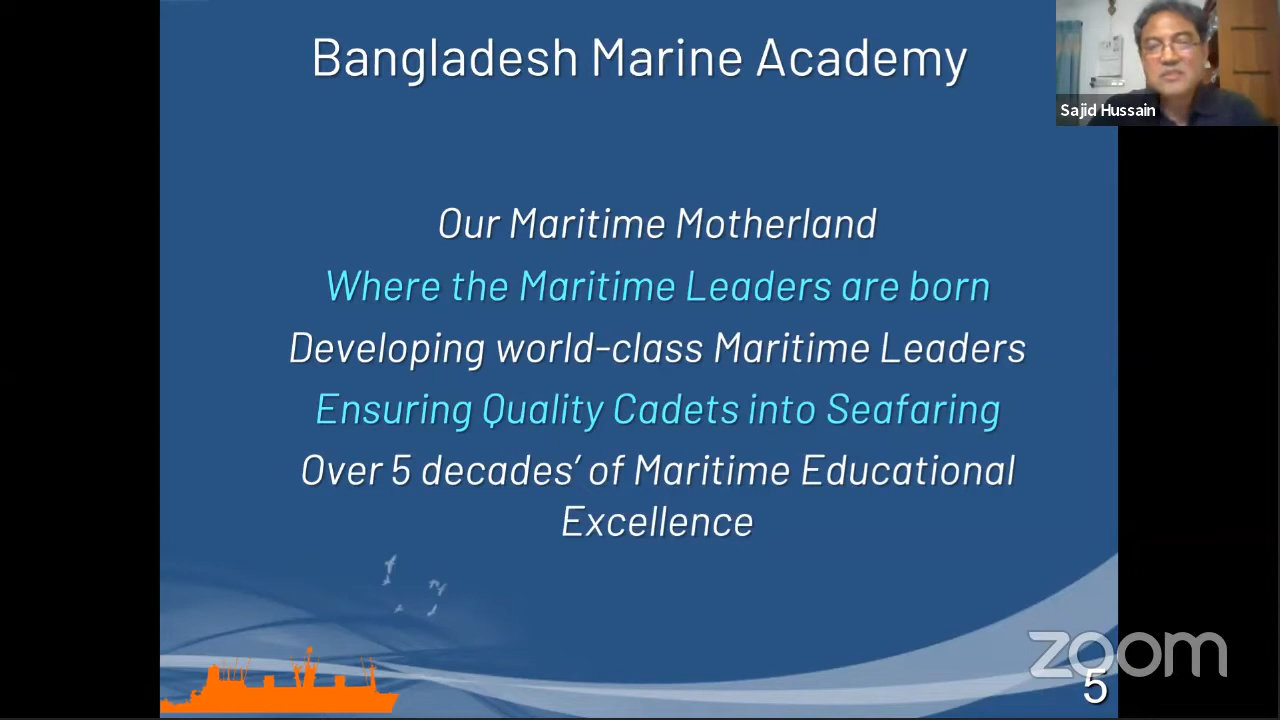 Bangladesh Marine Academy
Sajid Hussain
Our Maritime Motherland
Where the Maritime Leaders are born
Developing world-class Maritime Leaders
Ensuring Quality Cadets into Seafaring
Over 5 decades’ of Maritime Educational
Excellence
zoom
5